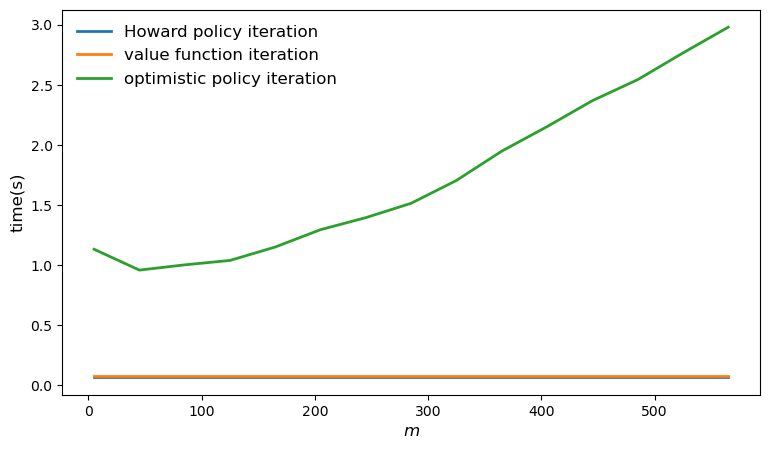 Howard policy iteration
value function iteration
optimistic policy iteration
time(s)
3.0
2.5
2.0
1.5
1.0
0.5
0.0
0 100 200 300 400 500
m